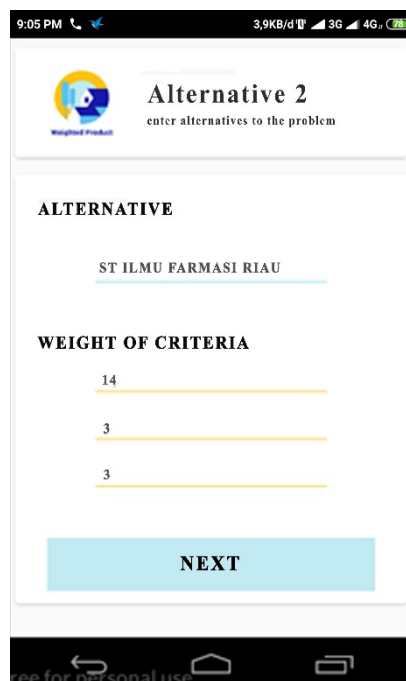 9:05 PM 3,9KB/d 3G 4G 78
Alternative 2
enter alternatives to the problem
Weighted Product
ALTERNATIVE
ST ILMU FARMASI RIAU
WEIGHT OF CRITERIA
14
3
3
NEXT
ree for personal use